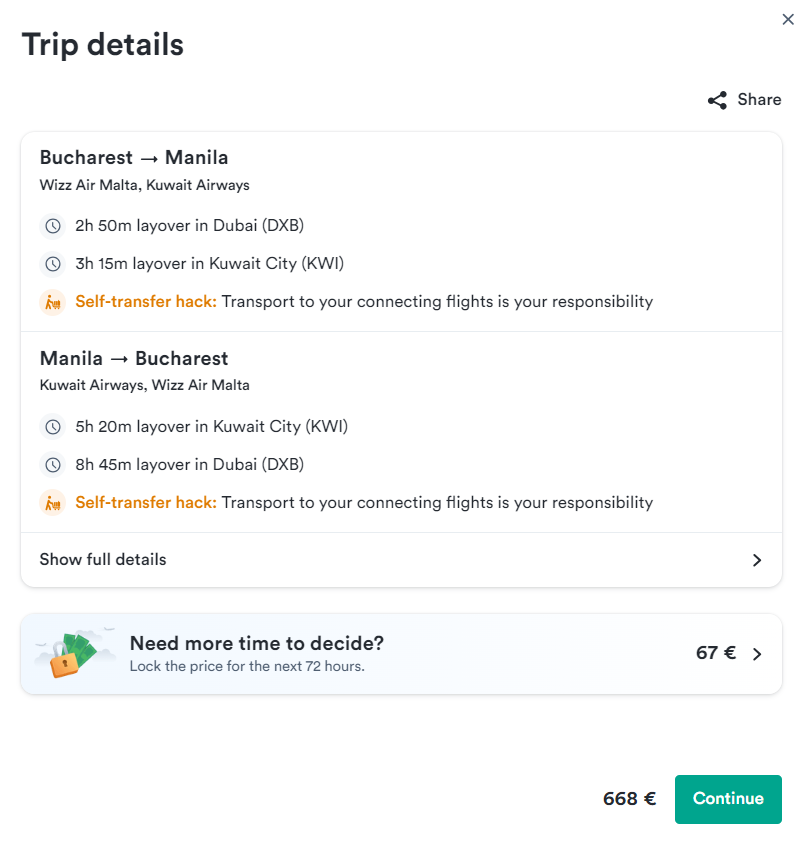 Trip details
Share
Bucharest → Manila
Wizz Air Malta, Kuwait Airways
2h 50m layover in Dubai (DXB)
3h 15m layover in Kuwait City (KWI)
Self-transfer hack: Transport to your connecting flights is your responsibility
Manila → Bucharest
Kuwait Airways, Wizz Air Malta
5h 20m layover in Kuwait City (KWI)
8h 45m layover in Dubai (DXB)
Self-transfer hack: Transport to your connecting flights is your responsibility
Show full details
Need more time to decide?
Lock the price for the next 72 hours.
67 €
668 €
Continue